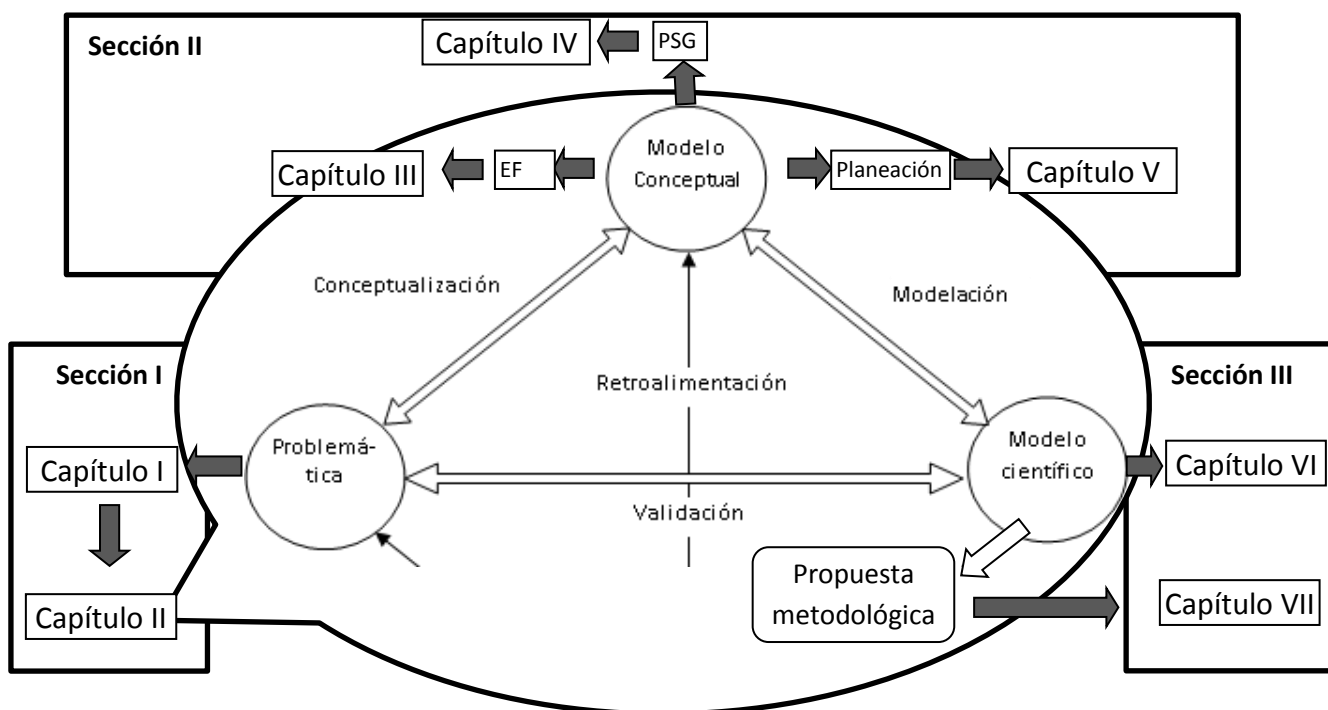 Sección II
Capítulo IV
PSG
Modelo
Conceptual
Capítulo III
EF
Planeación
Capítulo V
Conceptualización
Modelación
Sección I
Retroalimentación
Sección III
Problemá-
tica
Capítulo I
Modelo
científico
Capítulo VI
Validación
Propuesta
metodológica
Capítulo II
Capítulo VII